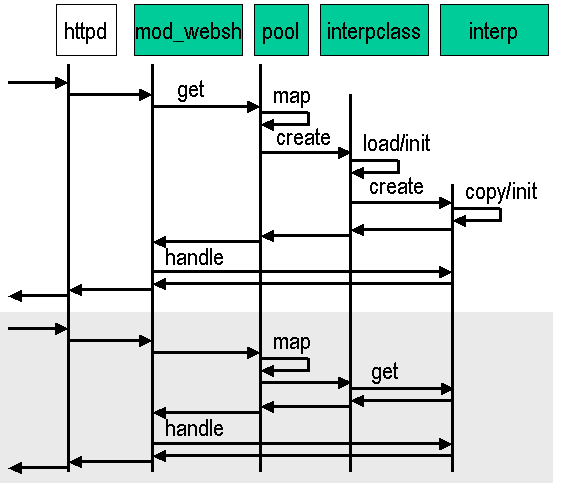 httpd mod_websh pool interpclass interp
get
map
create
load/init
create
copy/init
handle
map
get
handle